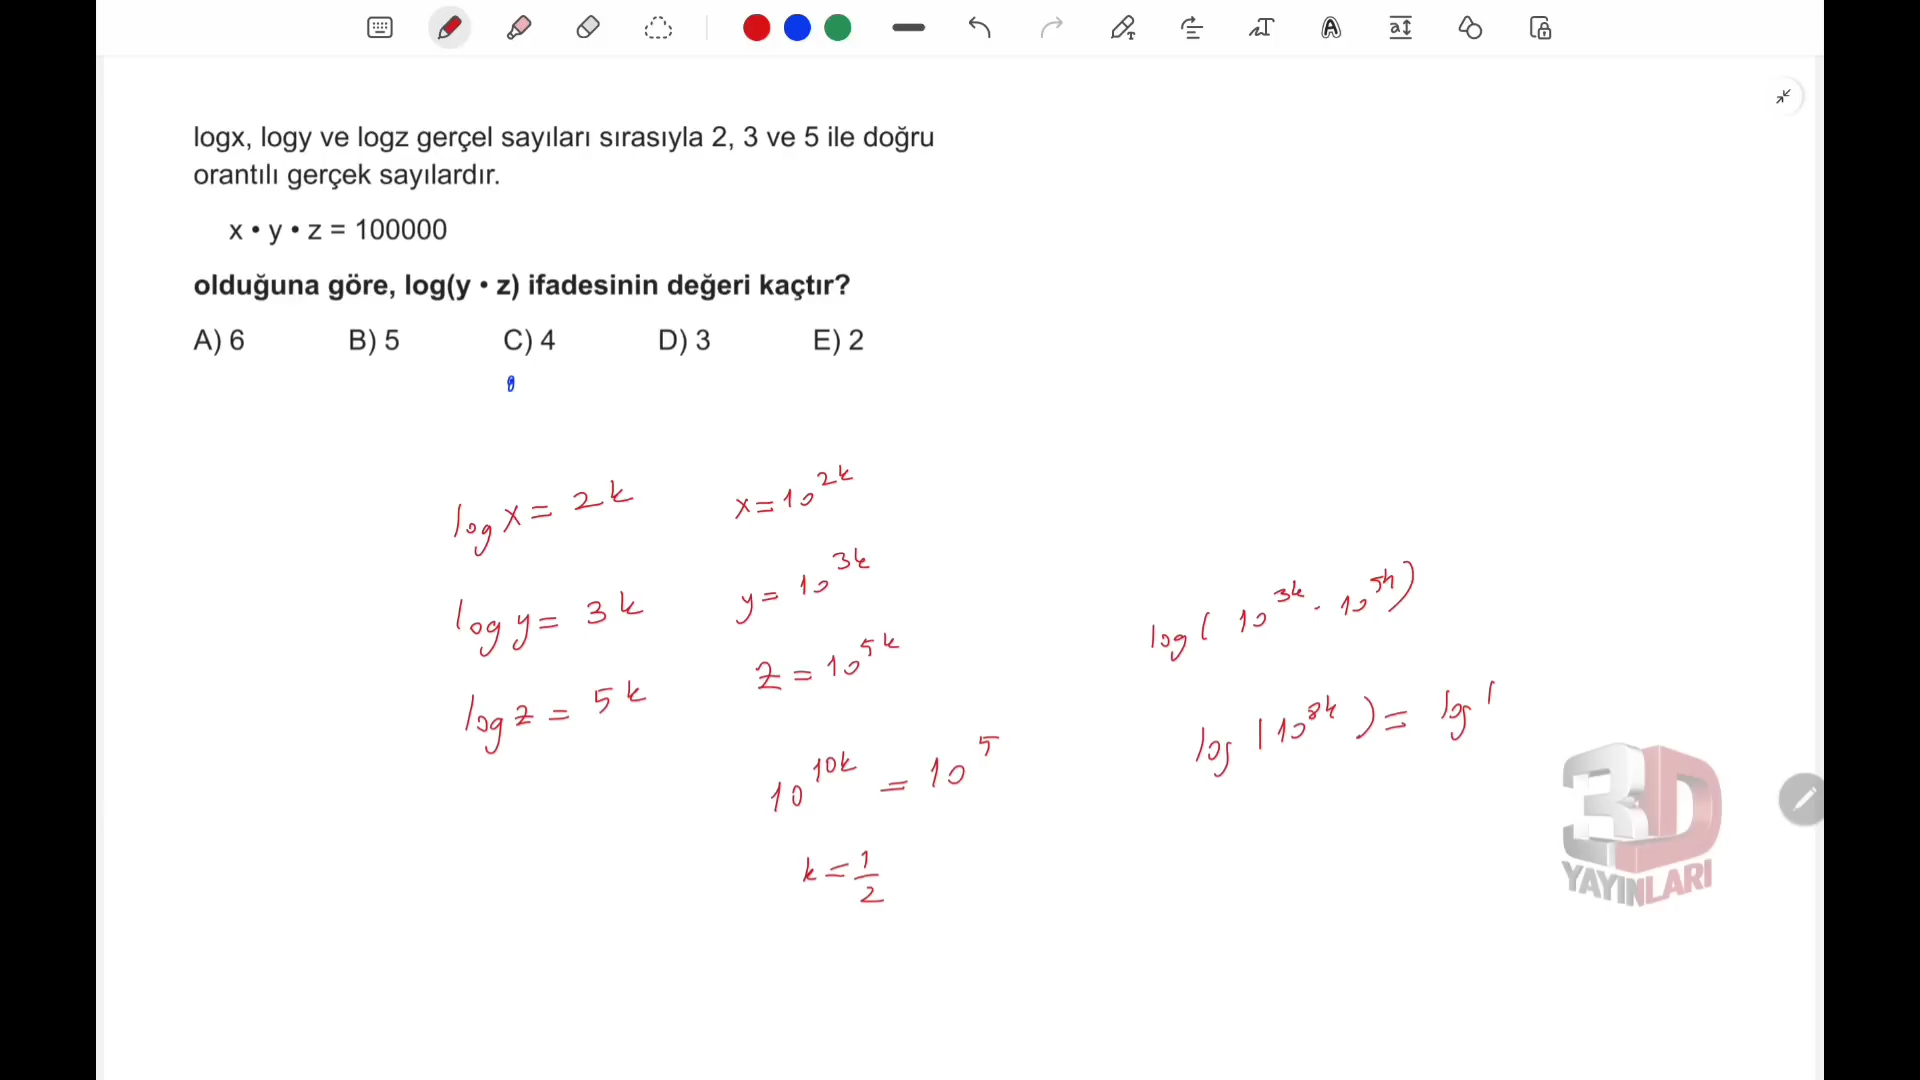 logx, logy ve logz gerçel sayıları sırasıyla 2, 3 ve 5 ile doğru
orantılı gerçek sayılardır.
x • y • z = 100000
olduğuna göre, log(y • z) ifadesinin değeri kaçtır?
A) 6 B) 5 C) 4 D) 3 E) 2
log x = 2k
log y = 3k
log z = 5k
x = 10^2k
y = 10^3k
z = 10^5k
10^10k = 10^5
k = 1/2
log( 10^3k . 10^5k )
log (10^8k ) = log (
3D
YAYINLARI